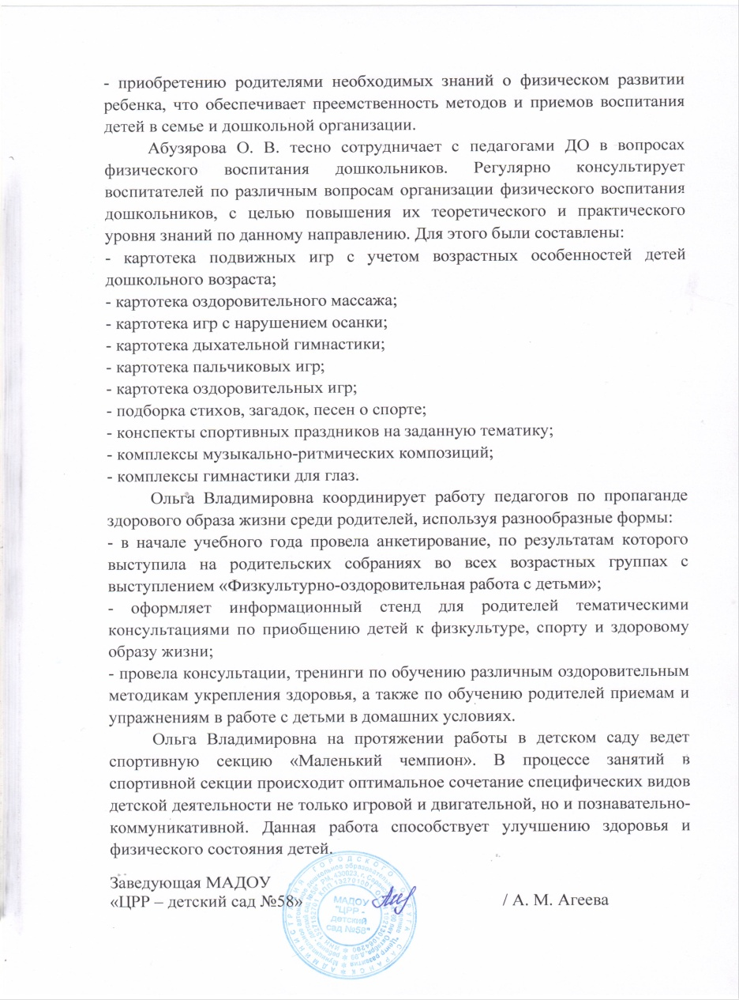 - приобретению родителями необходимых знаний о физическом развитии
ребенка, что обеспечивает преемственность методов и приемов воспитания
детей в семье и дошкольной организации.
Абузярова О. В. тесно сотрудничает с педагогами ДО в вопросах
физического воспитания дошкольников. Регулярно консультирует
воспитателей по различным вопросам организации физического воспитания
дошкольников, с целью повышения их теоретического и практического
уровня знаний по данному направлению. Для этого были составлены:
- картотека подвижных игр с учетом возрастных особенностей детей
дошкольного возраста;
- картотека оздоровительного массажа;
- картотека игр с нарушением осанки;
- картотека дыхательной гимнастики;
- картотека пальчиковых игр;
- картотека оздоровительных игр;
- подборка стихов, загадок, песен о спорте;
- конспекты спортивных праздников на заданную тематику;
- комплексы музыкально-ритмических композиций;
- комплексы гимнастики для глаз.
Ольга Владимировна координирует работу педагогов по пропаганде
здорового образа жизни среди родителей, используя разнообразные формы:
- в начале учебного года провела анкетирование, по результатам которого
выступила на родительских собраниях во всех возрастных группах с
выступлением «Физкультурно-оздоровительная работа с детьми»;
- оформляет информационный стенд для родителей тематическими
консультациями по приобщению детей к физкультуре, спорту и здоровому
образу жизни;
- провела консультации, тренинги по обучению различным оздоровительным
методикам укрепления здоровья, а также по обучению родителей приемам и
упражнениям в работе с детьми в домашних условиях.
Ольга Владимировна на протяжении работы в детском саду ведет
спортивную секцию «Маленький чемпион». В процессе занятий в
спортивной секции происходит оптимальное сочетание специфических видов
детской деятельности не только игровой и двигательной, но и познавательно-
коммуникативной. Данная работа способствует улучшению здоровья и
физического состояния детей.
Заведующая МАДОУ
«ЦРР – детский сад №58» / А. М. Агеева
МАДОУ
"ЦРР -
детский
сад №58"